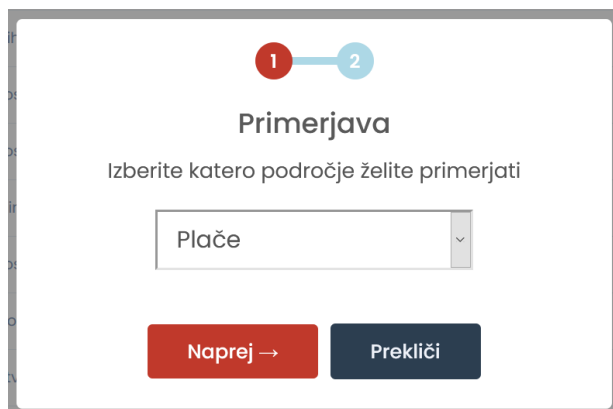 1 2
Primerjava
Izberite katero področje želite primerjati
Plače
Naprej →
Prekliči